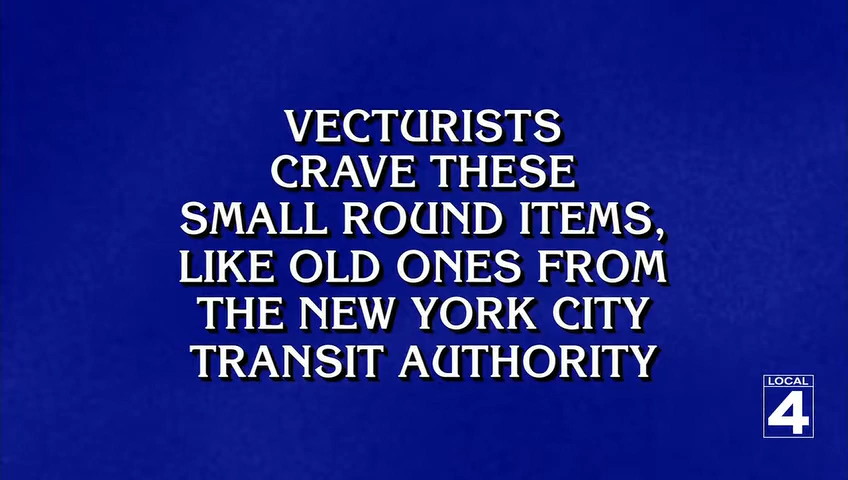 VECTURISTS
CRAVE THESE
SMALL ROUND ITEMS,
LIKE OLD ONES FROM
THE NEW YORK CITY
TRANSIT AUTHORITY
LOCAL
4